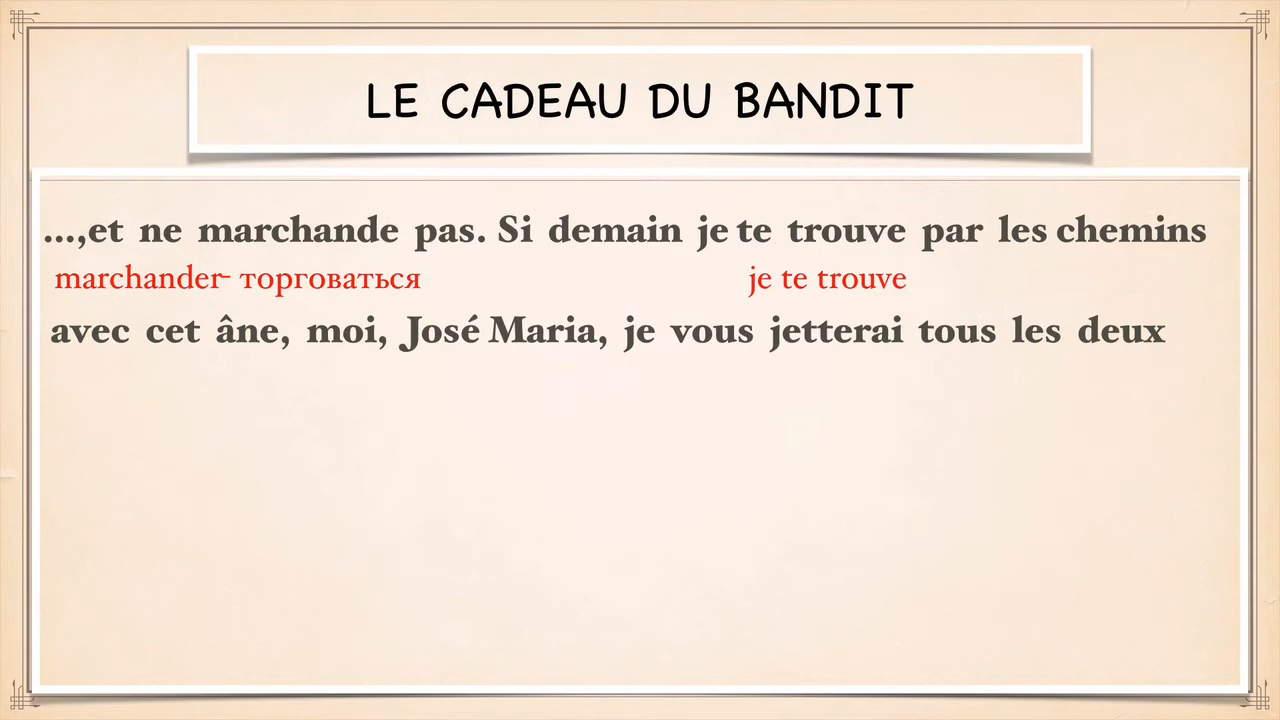 LE CADEAU DU BANDIT
...,et ne marchande pas. Si demain je te trouve par les chemins
marchander- торговаться je te trouve
avec cet âne, moi, José Maria, je vous jetterai tous les deux